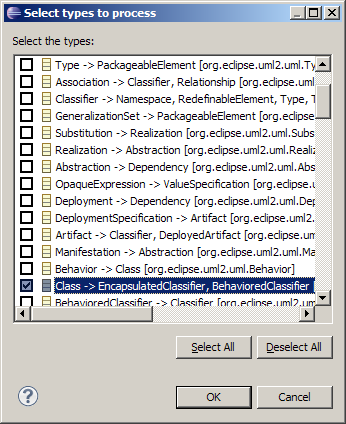 Select types to process
Select the types:
Type -> PackageableElement [org.eclipse.uml2.uml.Ty
Association -> Classifier, Relationship [org.eclipse.um
Classifier -> Namespace, RedefinableElement, Type, T
GeneralizationSet -> PackageableElement [org.eclipse
Substitution -> Realization [org.eclipse.uml2.uml.Subs
Realization -> Abstraction [org.eclipse.uml2.uml.Realiz
Abstraction -> Dependency [org.eclipse.uml2.uml.Abs
OpaqueExpression -> ValueSpecification [org.eclipse.u
Deployment -> Dependency [org.eclipse.uml2.uml.Dep
DeploymentSpecification -> Artifact [org.eclipse.uml2.u
Artifact -> Classifier, DeployedArtifact [org.eclipse.um
Manifestation -> Abstraction [org.eclipse.uml2.uml.Ma
Behavior -> Class [org.eclipse.uml2.uml.Behavior]
Class -> EncapsulatedClassifier, BehavioredClassifier
BehavioredClassifier -> Classifier [org.eclipse.uml2.um
Select All
Deselect All
?
OK
Cancel